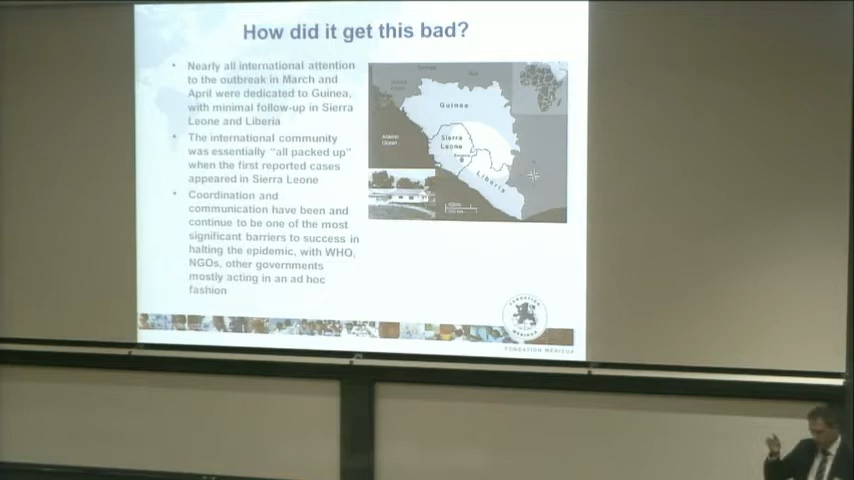 How did it get this bad?
• Nearly all international attention
to the outbreak in March and
April were dedicated to Guinea,
with minimal follow-up in Sierra
Leone and Liberia
• The international community
was essentially “all packed up”
when the first reported cases
appeared in Sierra Leone
• Coordination and
communication have been and
continue to be one of the most
significant barriers to success in
halting the epidemic, with WHO,
NGOs, other governments
mostly acting in an ad hoc
fashion
Guinea
Sierra
Leone
Liberia
Atlantic
Ocean
FONDATION MÉRIEUX